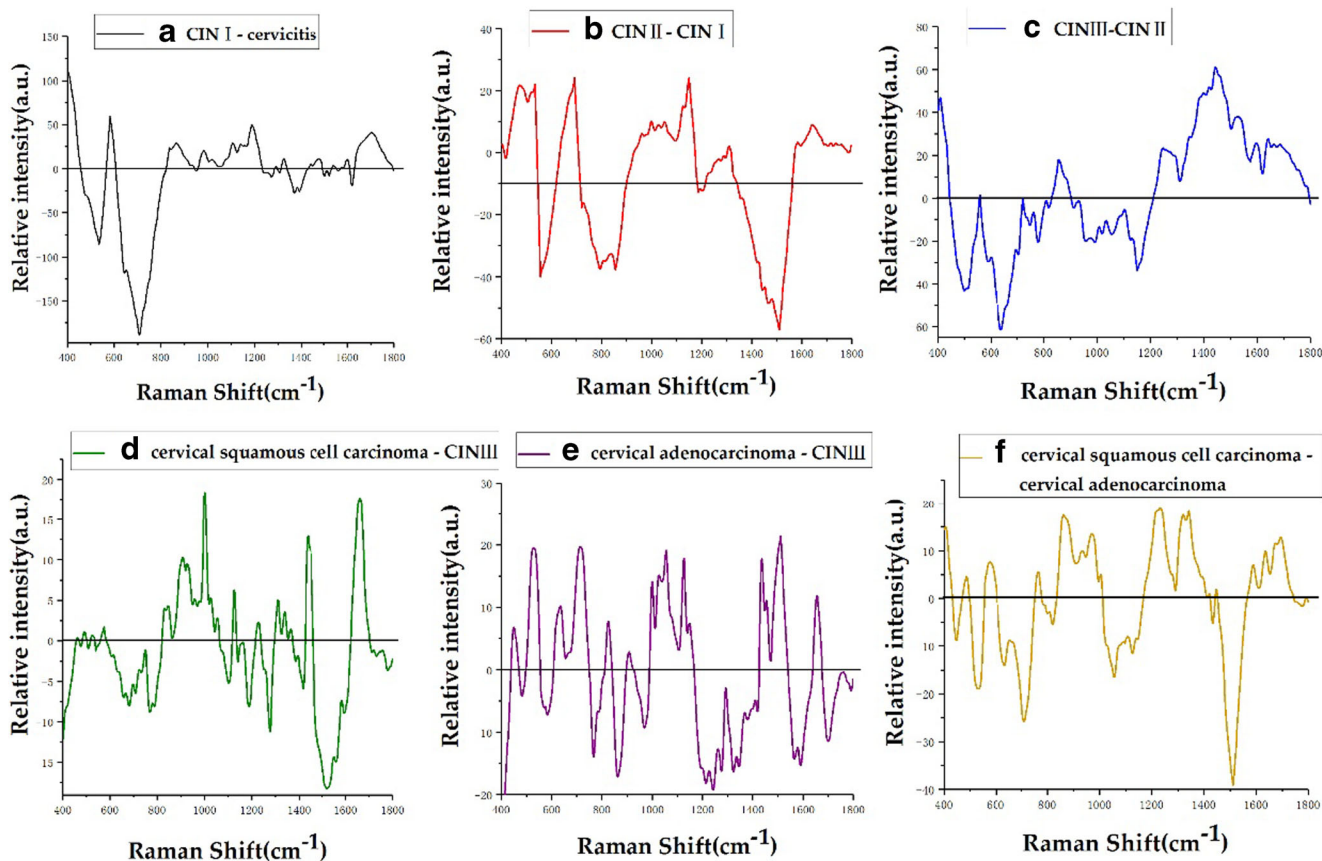 a CIN Ⅰ - cervicitis
Relative intensity(a.u.)
150
100
50
0
-50
-100
-150
400 600 800 1000 1200 1400 1600 1800
Raman Shift(cm-1)
b CIN Ⅱ - CIN Ⅰ
Relative intensity(a.u.)
40
20
0
-20
-40
-60
400 600 800 1000 1200 1400 1600 1800
Raman Shift(cm-1)
c CINⅢ-CIN Ⅱ
Relative intensity(a.u.)
80
60
40
20
0
20
40
60
400 600 800 1000 1200 1400 1600 1800
Raman Shift(cm-1)
d cervical squamous cell carcinoma - CINⅢ
Relative intensity(a.u.)
20
15
10
5
0
-5
-10
-15
400 600 800 1000 1200 1400 1600 1800
Raman Shift(cm-1)
e cervical adenocarcinoma - CINⅢ
Relative intensity(a.u.)
30
20
10
0
-10
-20
400 600 800 1000 1200 1400 1600 1800
Raman Shift(cm-1)
f cervical squamous cell carcinoma -
cervical adenocarcinoma
Relative intensity(a.u.)
20
10
0
-10
-20
-30
-40
400 600 800 1000 1200 1400 1600 1800
Raman Shift(cm-1)